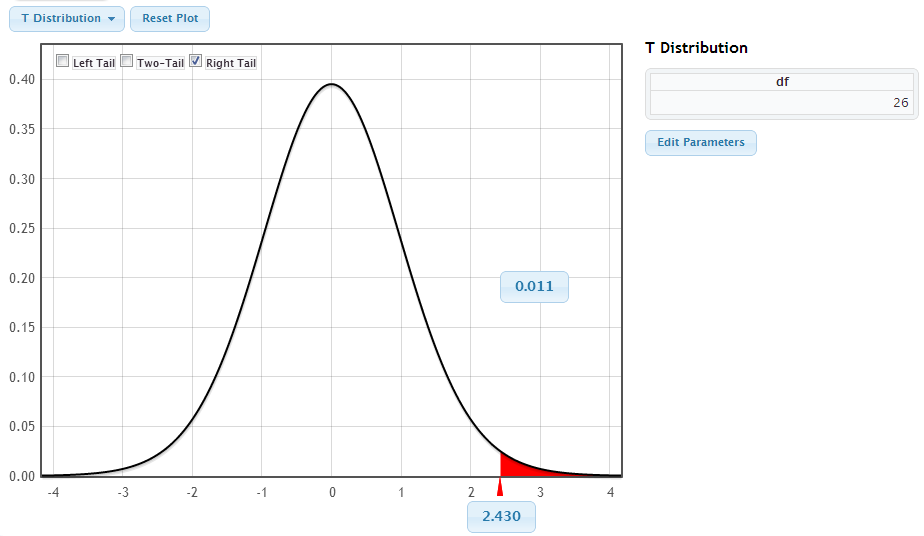 T Distribution Reset Plot
Left Tail Two-Tail Right Tail
0.40
0.35
0.30
0.25
0.20
0.15
0.10
0.05
0.00
0.011
-4 -3 -2 -1 0 1 2 3 4
2.430
T Distribution
df
26
Edit Parameters